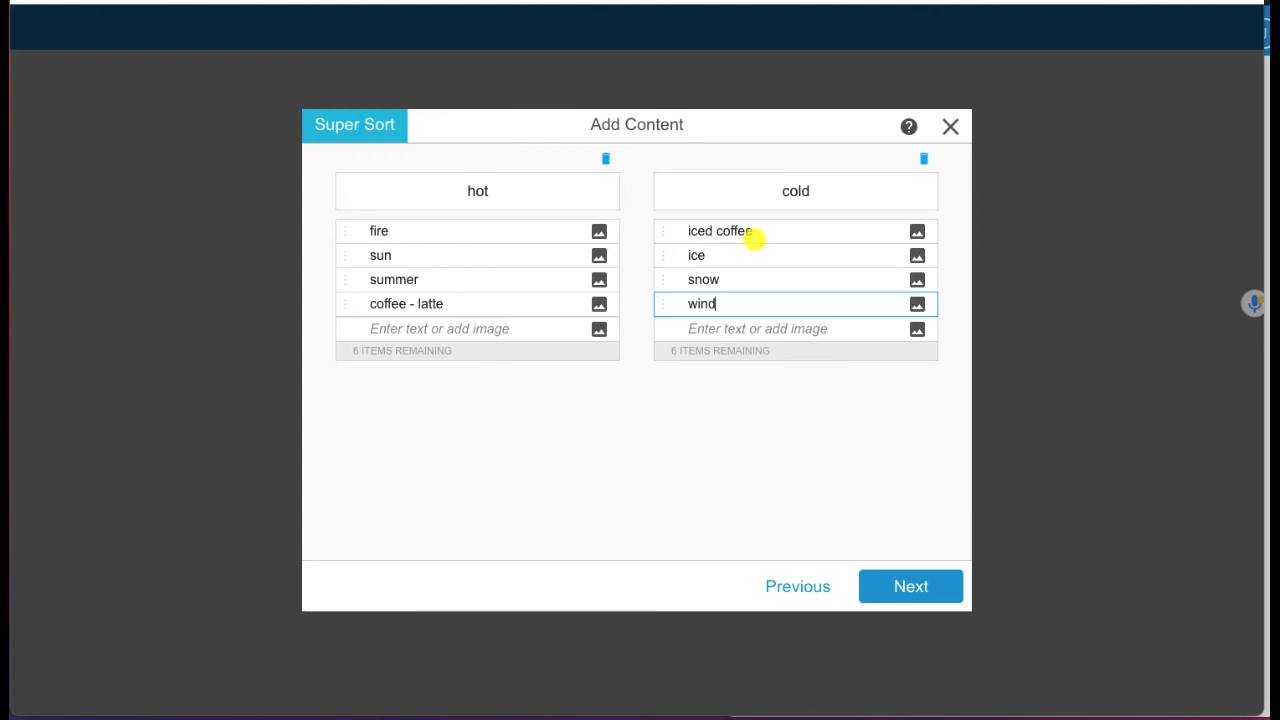 Super Sort
Add Content
hot
fire
sun
summer
coffee - latte
Enter text or add image
6 ITEMS REMAINING
cold
iced coffee
ice
snow
wind
Enter text or add image
6 ITEMS REMAINING
Previous
Next